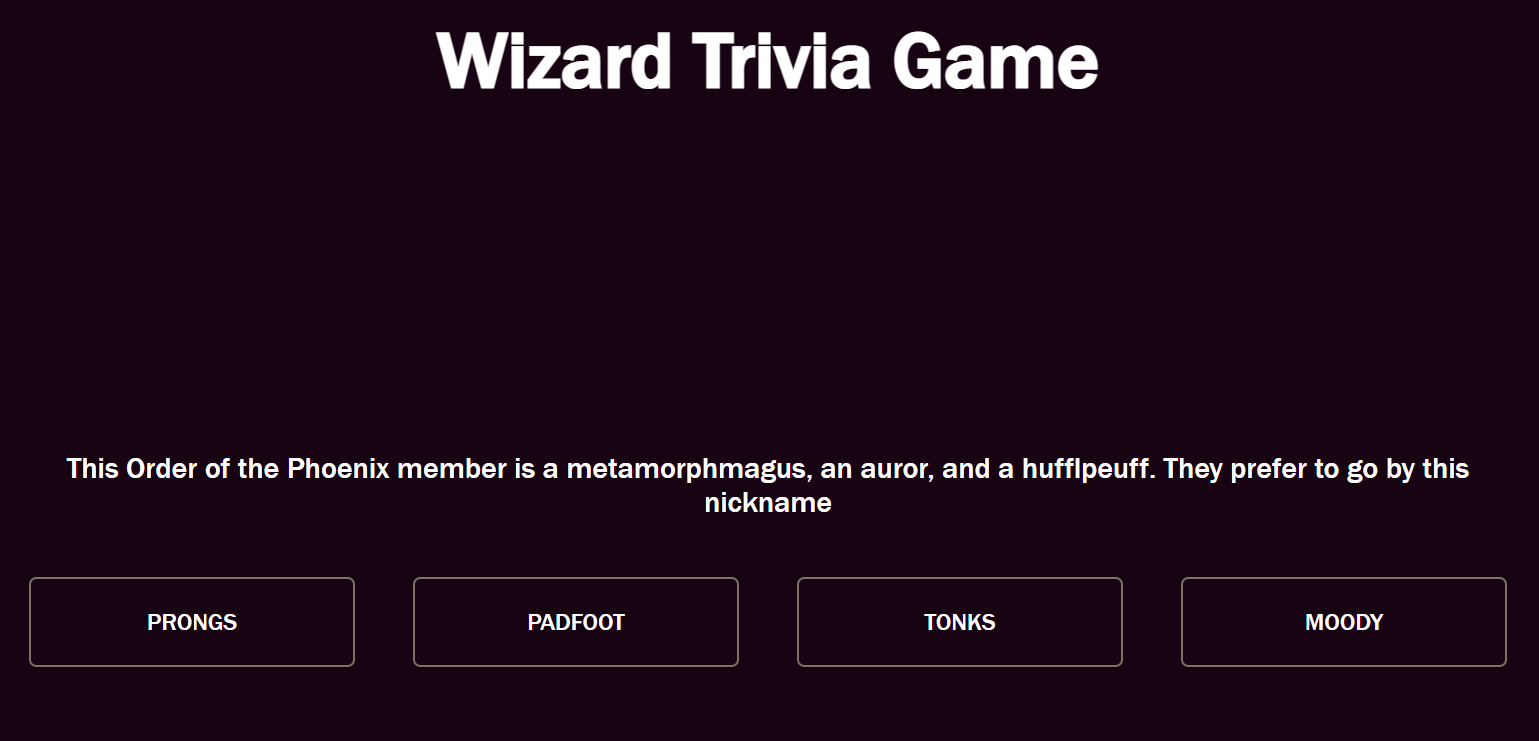 Wizard Trivia Game
This Order of the Phoenix member is a metamorphmagus, an auror, and a hufflpeuff. They prefer to go by this
nickname
PRONGS
PADFOOT
TONKS
MOODY